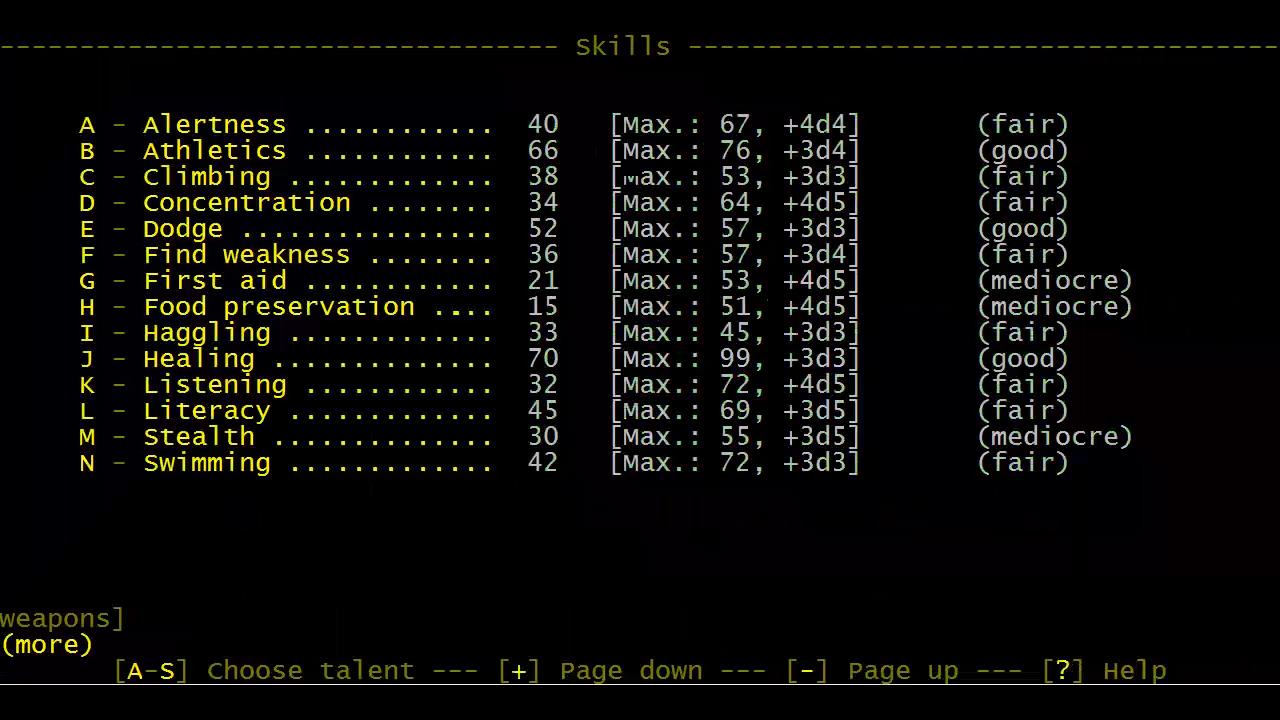 ---------------------------------- Skills -------------------------------------
A - Alertness ............ 40 [Max.: 67, +4d4] (fair)
B - Athletics ............ 66 [Max.: 76, +3d4] (good)
C - Climbing ............. 38 [Max.: 53, +3d3] (fair)
D - Concentration ........ 34 [Max.: 64, +4d5] (fair)
E - Dodge ................ 52 [Max.: 57, +3d3] (good)
F - Find weakness ........ 36 [Max.: 57, +3d4] (fair)
G - First aid ............ 21 [Max.: 53, +4d5] (mediocre)
H - Food preservation .... 15 [Max.: 51, +4d5] (mediocre)
I - Haggling ............. 33 [Max.: 45, +3d3] (fair)
J - Healing .............. 70 [Max.: 99, +3d3] (good)
K - Listening ............ 32 [Max.: 72, +4d5] (fair)
L - Literacy ............. 45 [Max.: 69, +3d5] (fair)
M - Stealth .............. 30 [Max.: 55, +3d5] (mediocre)
N - Swimming ............. 42 [Max.: 72, +3d3] (fair)
weapons]
(more)
[A-S] Choose talent --- [+] Page down --- [-] Page up --- [?] Help